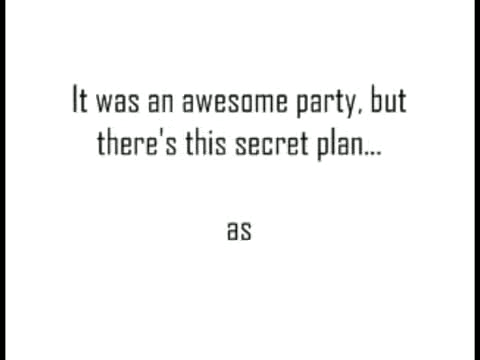 It was an awesome party, but
there's this secret plan...
as